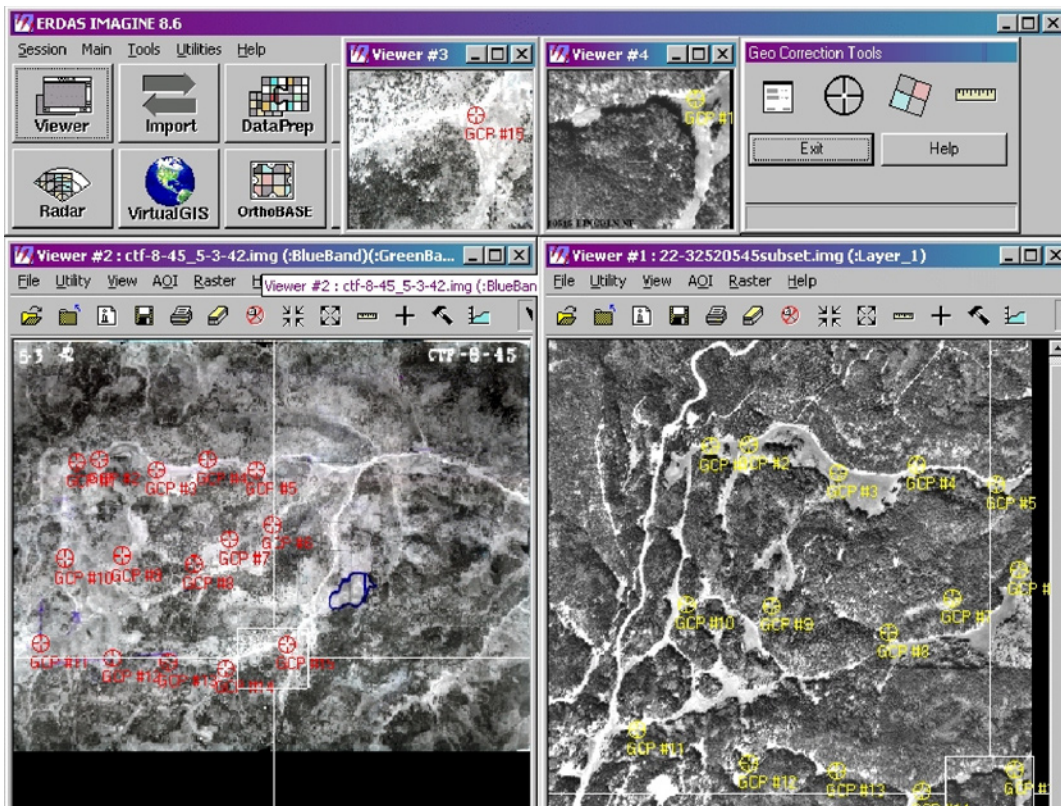 ERDAS IMAGINE 8.6
Session Main Tools Utilities Help
Viewer
Import
DataPrep
Radar
VirtualGIS
OrthoBASE
Viewer #3
GCP #15
Viewer #4
GCP #1
Geo Correction Tools
Exit
Help
Viewer #2 : ctf-8-45_5-3-42.img (:BlueBand)(:GreenBa...
File Utility View AOI Raster H
Viewer #2 : ctf-8-45_5-3-42.img (:BlueBan
5-3 42
CTF-8-45
GCP #3
GCP #4
GCP #5
GCP #7
GCP #8
GCP #9
GCP #10
GCP #11
GCP #13
GCP #14
Viewer #1 : 22-32520545subset.img (:Layer_1)
File Utility View AOI Raster Help
GCP #2
GCP #3
GCP #4
GCP #5
GCP #7
GCP #8
GCP #9
GCP #10
GCP #11
GCP #12
GCP #13